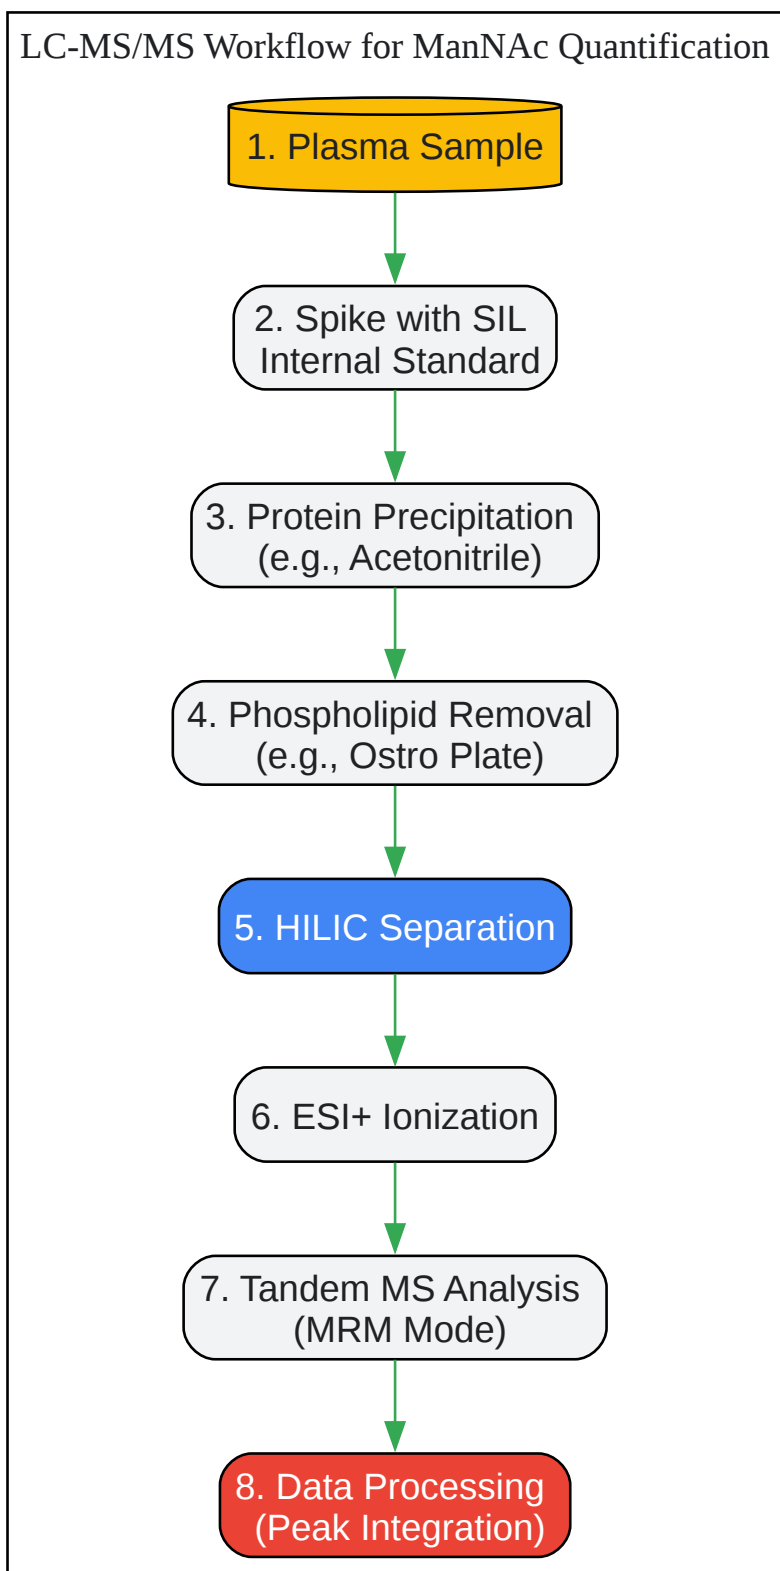 LC-MS/MS Workflow for ManNAc Quantification
1. Plasma Sample
2. Spike with SIL
Internal Standard
3. Protein Precipitation
(e.g., Acetonitrile)
4. Phospholipid Removal
(e.g., Ostro Plate)
5. HILIC Separation
6. ESI+ Ionization
7. Tandem MS Analysis
(MRM Mode)
8. Data Processing
(Peak Integration)